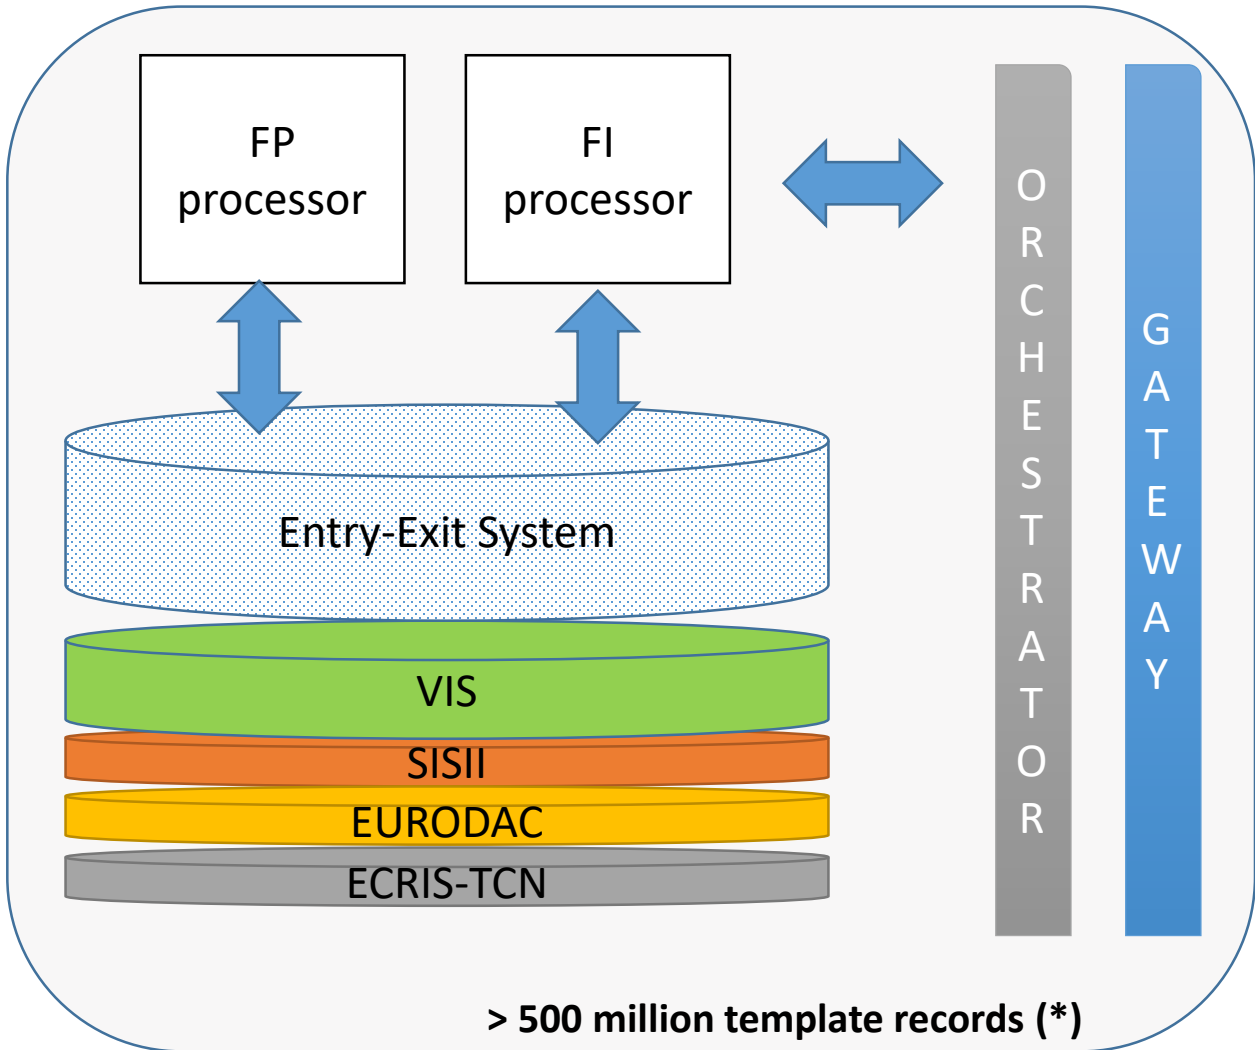 FP
processor
FI
processor
ORCHESTRATOR
GATEWAY
Entry-Exit System
VIS
SISII
EURODAC
ECRIS-TCN
> 500 million template records (*)